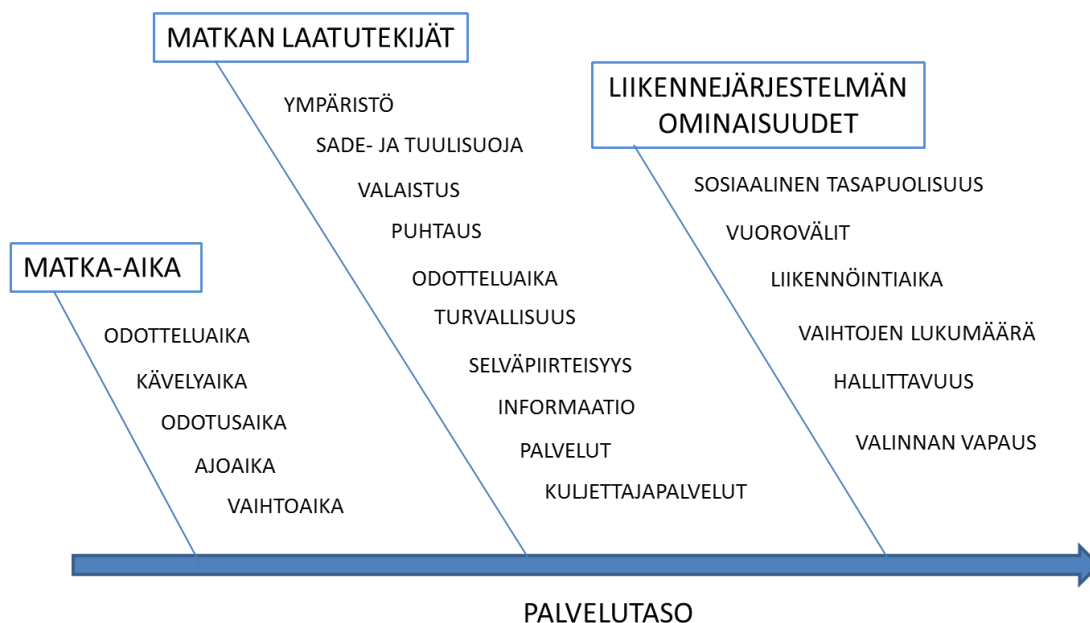 MATKAN LAATUTEKIJÄT
YMPÄRISTÖ
SADE- JA TUULISUOJA
VALAISTUS
PUHTAUS
ODOTTELUAIKA
TURVALLISUUS
SELVÄPIIRTEISYYS
INFORMAATIO
PALVELUT
KULJETTAJAPALVELUT
LIIKENNEJÄRJESTELMÄN
OMINAISUUDET
SOSIAALINEN TASAPUOLISUUS
VUOROVÄLIT
LIIKENNÖINTIAIKA
VAIHTOJEN LUKUMÄÄRÄ
HALLITTAVUUS
VALINNAN VAPAUS
MATKA-AIKA
ODOTTELUAIKA
KÄVELYAIKA
ODOTUSAIKA
AJOAIKA
VAIHTOAIKA
PALVELUTASO